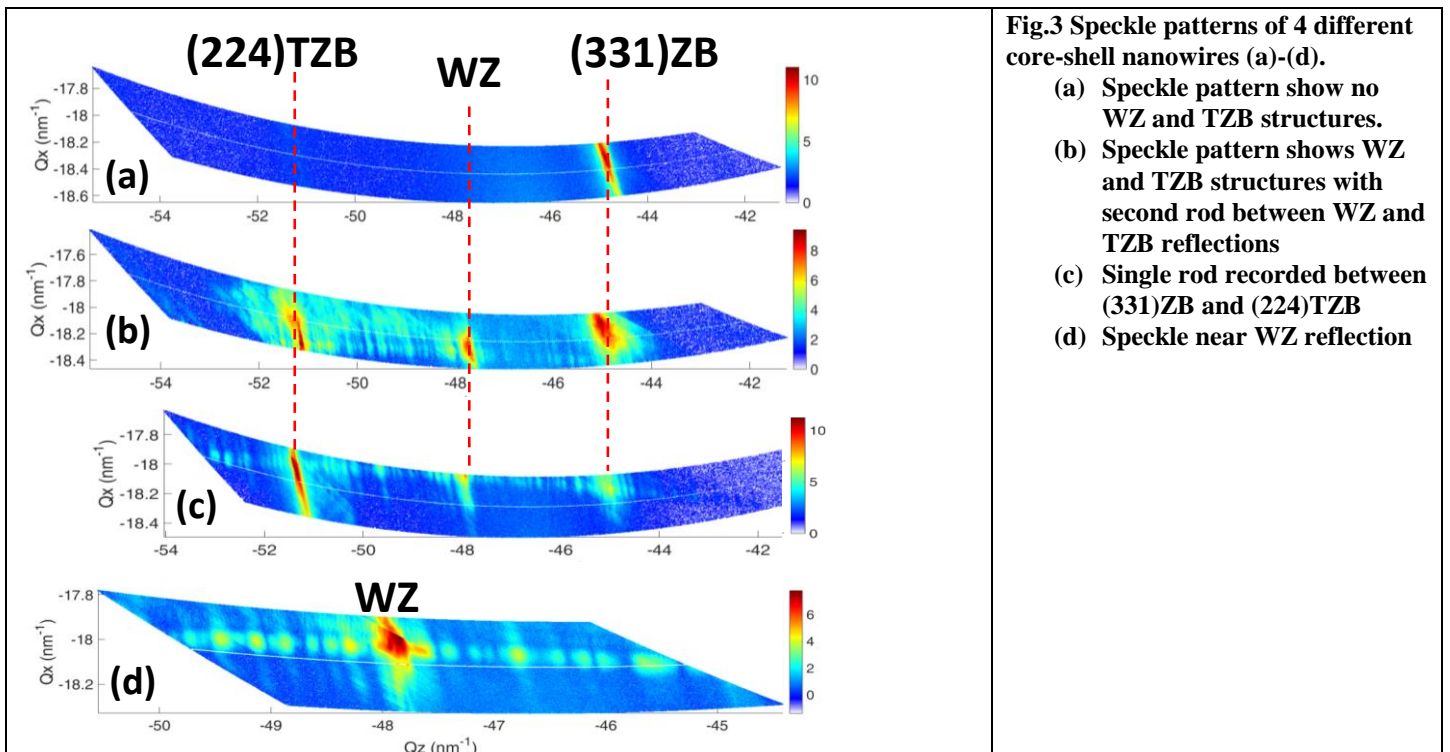 (224)TZB
WZ
(331)ZB
Qx (nm⁻¹)
-17.8
-18
-18.2
-18.4
-18.6
(a)
-54
-52
-50
-48
-46
-44
-42
10
5
0
Qx (nm⁻¹)
-17.6
-17.8
-18
-18.2
-18.4
(b)
-54
-52
-50
-48
-46
-44
-42
8
6
4
2
0
Qx (nm⁻¹)
-17.8
-18
-18.2
-18.4
(c)
-54
-52
-50
-48
-46
-44
-42
10
5
0
WZ
Qx (nm⁻¹)
-17.8
-18
-18.2
(d)
-50
-49
-48
-47
-46
-45
Qz (nm⁻¹)
6
4
2
0
Fig.3 Speckle patterns of 4 different
core-shell nanowires (a)-(d).
(a) Speckle pattern show no
WZ and TZB structures.
(b) Speckle pattern shows WZ
and TZB structures with
second rod between WZ and
TZB reflections
(c) Single rod recorded between
(331)ZB and (224)TZB
(d) Speckle near WZ reflection